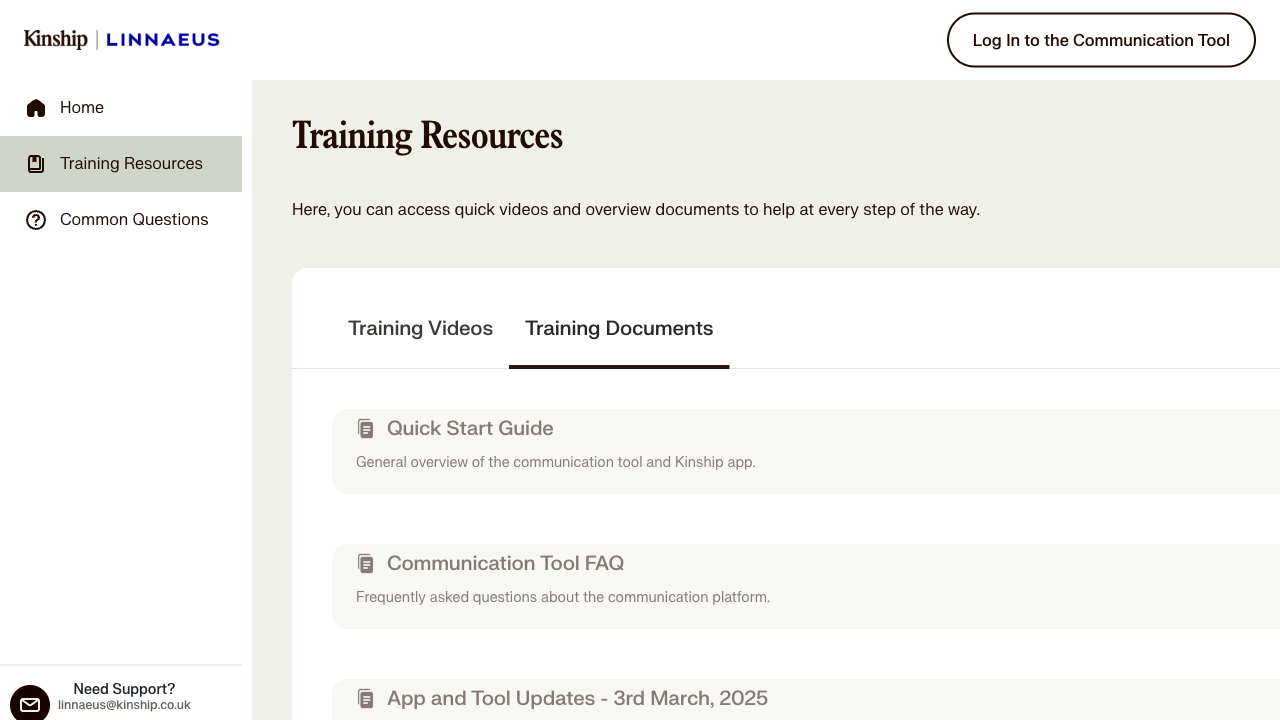 Kinship | LINNAEUS
Log In to the Communication Tool
Home
Training Resources
Common Questions
Need Support?
linnaeus@kinship.co.uk
Training Resources
Here, you can access quick videos and overview documents to help at every step of the way.
Training Videos
Training Documents
Quick Start Guide
General overview of the communication tool and Kinship app.
Communication Tool FAQ
Frequently asked questions about the communication platform.
App and Tool Updates - 3rd March, 2025